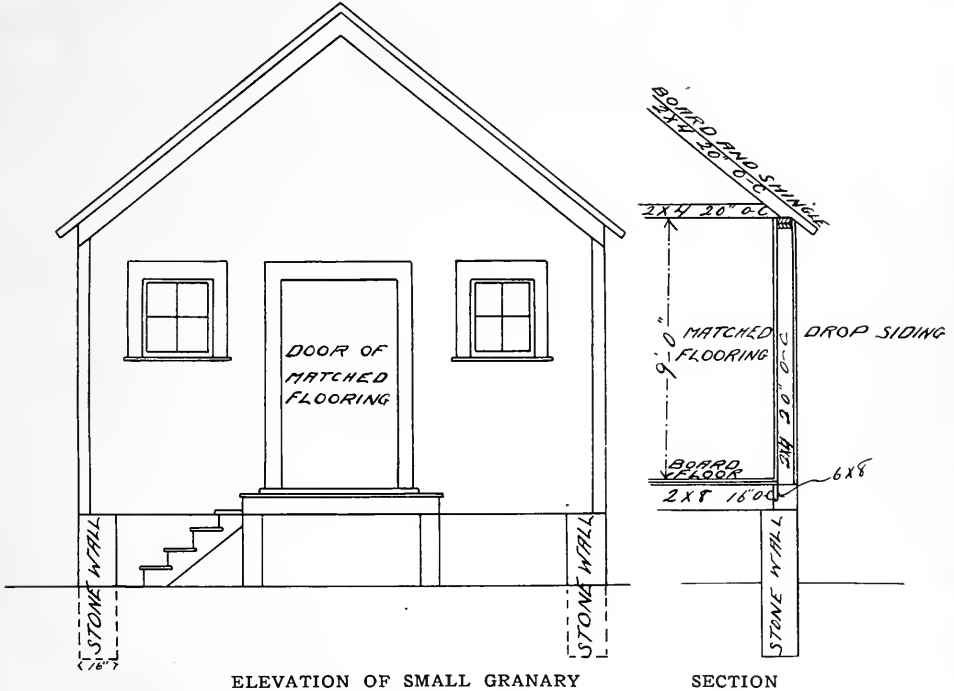 BOARD AND SHINGLE
2X4 20" O-C
2X4 20" O-C
9'0"
MATCHED
FLOORING
DROP SIDING
2X4 20" O-C
DOOR OF
MATCHED
FLOORING
BOARD
FLOOR
2X8 16"O-C
6X8
STONE WALL
STONE WALL
STONE WALL
16"
ELEVATION OF SMALL GRANARY
SECTION